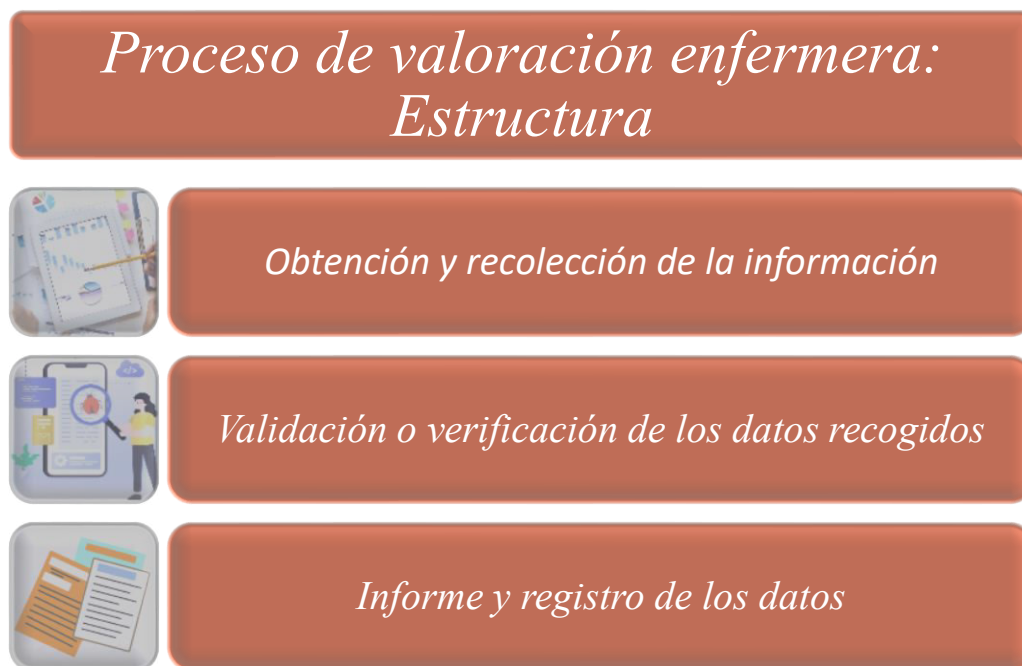 Proceso de valoración enfermera:
Estructura
Obtención y recolección de la información
Validación o verificación de los datos recogidos
Informe y registro de los datos